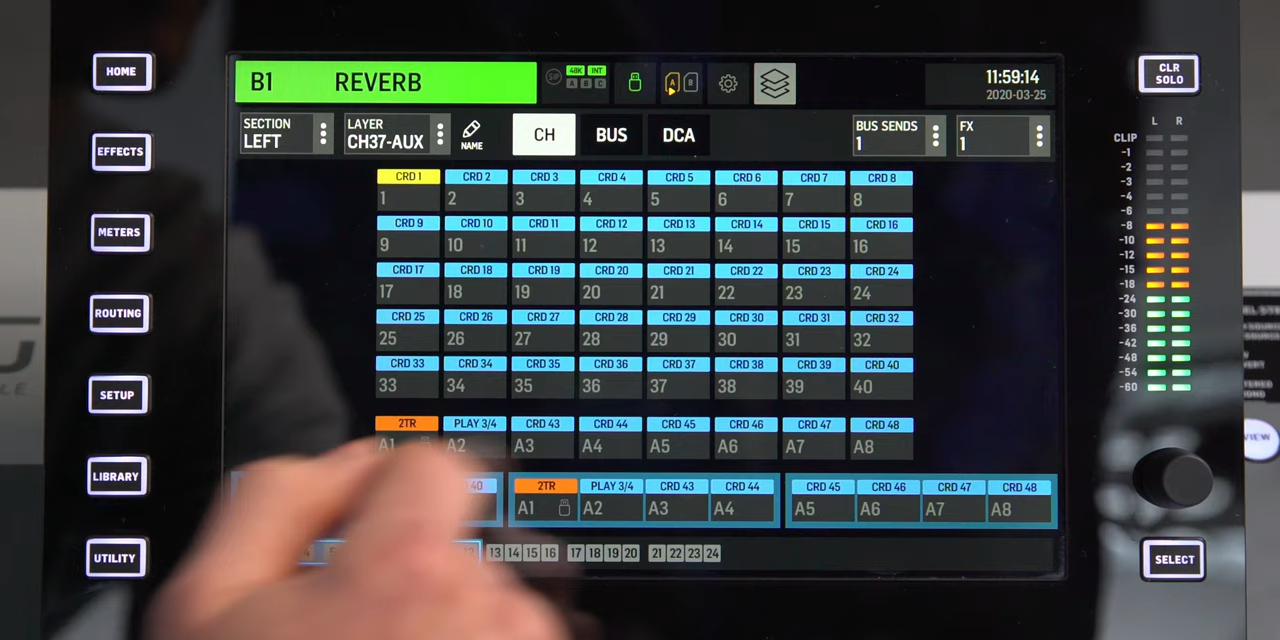 HOME
EFFECTS
METERS
ROUTING
SETUP
LIBRARY
UTILITY
B1 REVERB
48K INT
A B C
A B
11:59:14
2020-03-25
SECTION
LEFT
LAYER
CH37-AUX
NAME
CH BUS DCA
BUS SENDS
1
FX
1
CRD 1 CRD 2 CRD 3 CRD 4 CRD 5 CRD 6 CRD 7 CRD 8
1 2 3 4 5 6 7 8
CRD 9 CRD 10 CRD 11 CRD 12 CRD 13 CRD 14 CRD 15 CRD 16
9 10 11 12 13 14 15 16
CRD 17 CRD 18 CRD 19 CRD 20 CRD 21 CRD 22 CRD 23 CRD 24
17 18 19 20 21 22 23 24
CRD 25 CRD 26 CRD 27 CRD 28 CRD 29 CRD 30 CRD 31 CRD 32
25 26 27 28 29 30 31 32
CRD 33 CRD 34 CRD 35 CRD 36 CRD 37 CRD 38 CRD 39 CRD 40
33 34 35 36 37 38 39 40
2TR PLAY 3/4 CRD 43 CRD 44 CRD 45 CRD 46 CRD 47 CRD 48
A1 A2 A3 A4 A5 A6 A7 A8
40 2TR PLAY 3/4 CRD 43 CRD 44 CRD 45 CRD 46 CRD 47 CRD 48
A1 A2 A3 A4 A5 A6 A7 A8
13 14 15 16 17 18 19 20 21 22 23 24
CLR
SOLO
L R
CLIP
-1
-2
-3
-4
-6
-8
-10
-12
-15
-18
-24
-30
-36
-42
-48
-54
-60
SELECT
VIEW